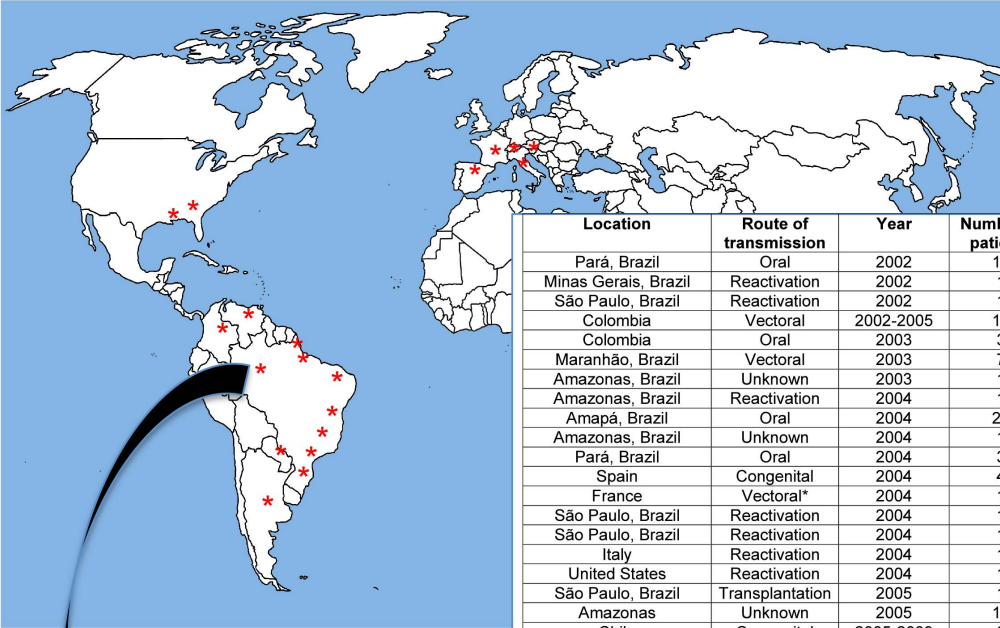 Location Route of transmission Year
Pará, Brazil Oral 2002
Minas Gerais, Brazil Reactivation 2002
São Paulo, Brazil Reactivation 2002
Colombia Vectoral 2002-2005
Colombia Oral 2003
Maranhão, Brazil Vectoral 2003
Amazonas, Brazil Unknown 2003
Amazonas, Brazil Reactivation 2004
Amapá, Brazil Oral 2004
Amazonas, Brazil Unknown 2004
Pará, Brazil Oral 2004
Spain Congenital 2004
France Vectoral* 2004
São Paulo, Brazil Reactivation 2004
São Paulo, Brazil Reactivation 2004
Italy Reactivation 2004
United States Reactivation 2004
São Paulo, Brazil Transplantation 2005
Amazonas Unknown 2005